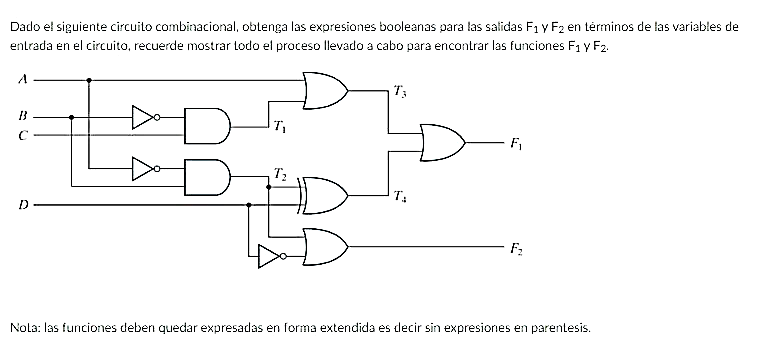 Dado el siguiente circuito combinacional, obtenga las expresiones booleanas para las salidas F₁ y F₂ en términos de las variables de
entrada en el circuito, recuerde mostrar todo el proceso llevado a cabo para encontrar las funciones F₁ y F₂.
A
T₃
B
T₁
C
F₁
T₂
T₄
D
F₂
Nota: las funciones deben quedar expresadas en forma extendida es decir sin expresiones en parentesis.